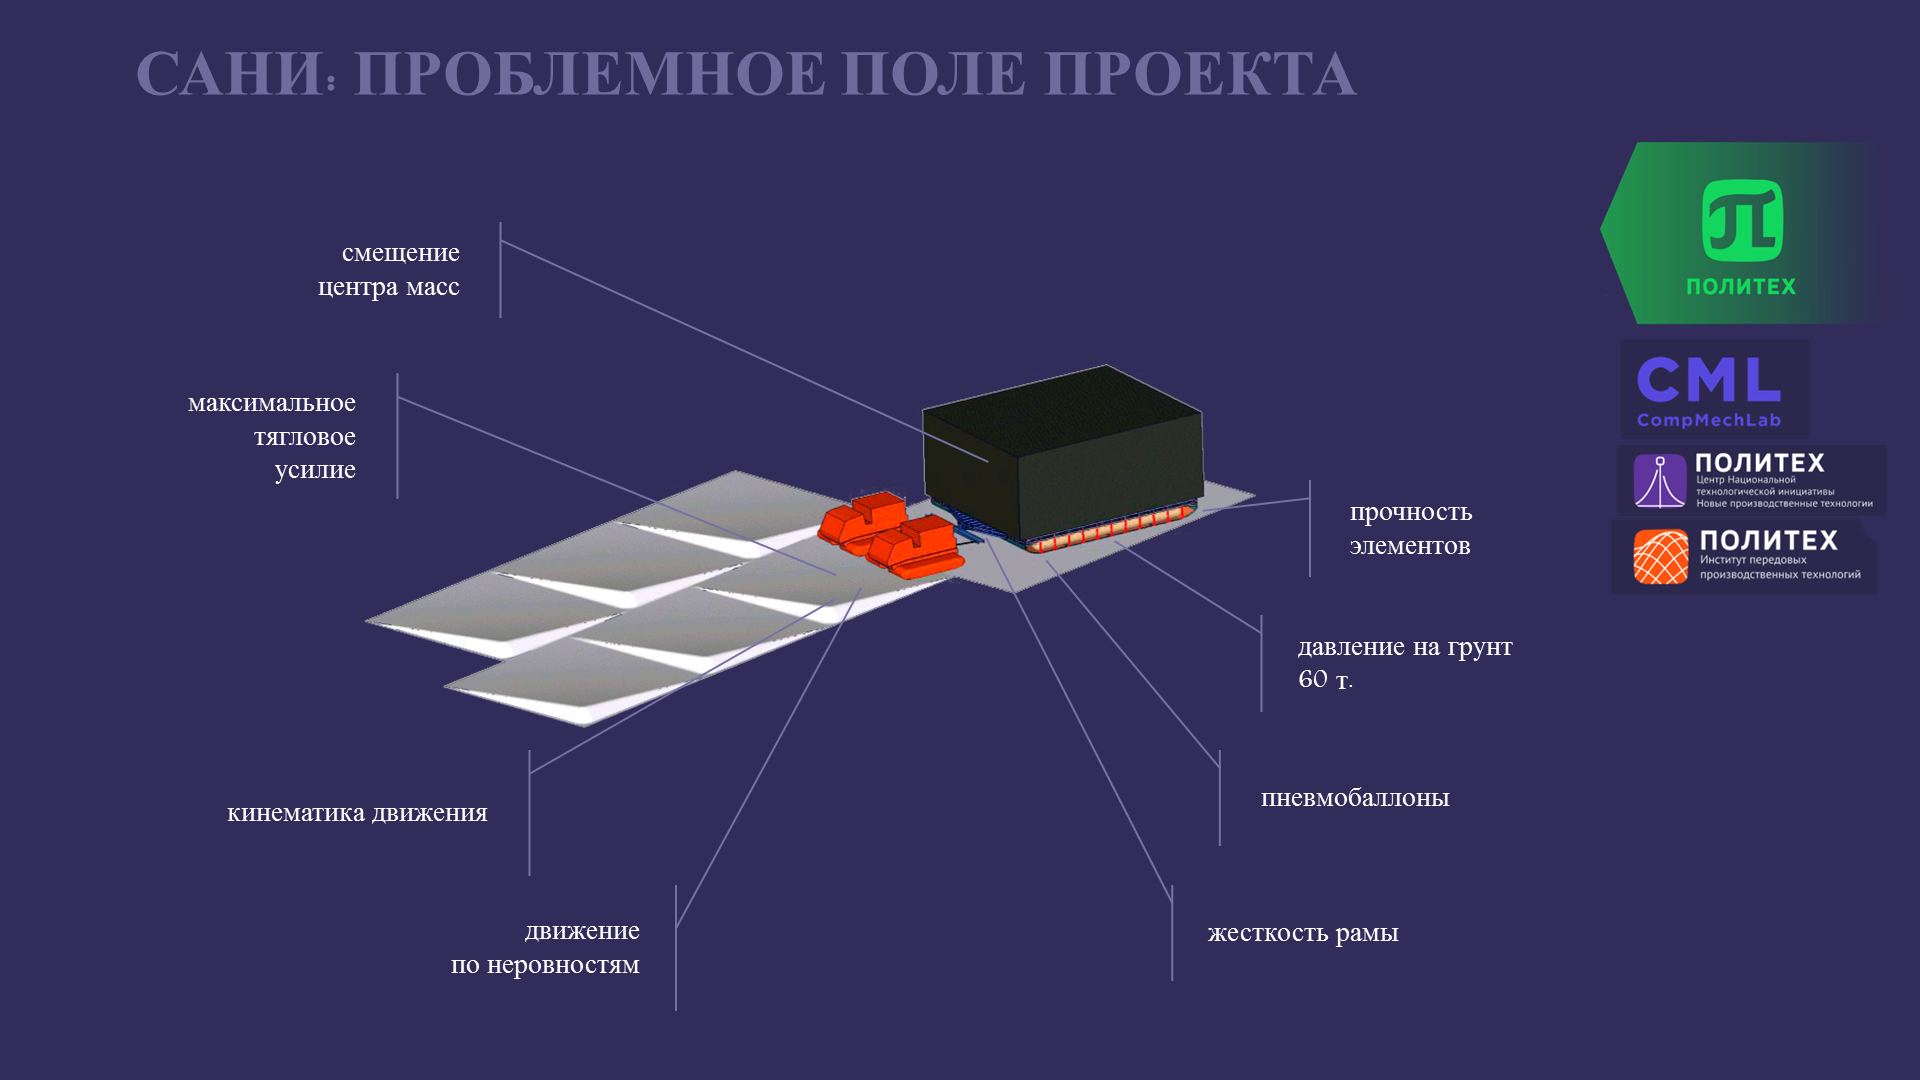 САНИ: ПРОБЛЕМНОЕ ПОЛЕ ПРОЕКТА
смещение
центра масс
максимальное
тягловое
усилие
кинематика движения
движение
по неровностям
прочность
элементов
давление на грунт
60 т.
пневмобаллоны
жесткость рамы
ПОЛИТЕХ
CML
CompMechLab
ПОЛИТЕХ
Центр Национальной
технологической инициативы
Новые производственные технологии
ПОЛИТЕХ
Институт передовых
производственных технологий